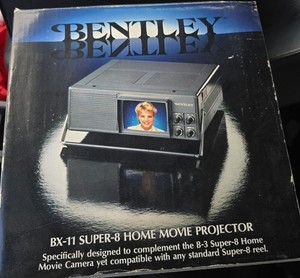 BENTLEY
BENTLEY
BX-11 SUPER-8 HOME MOVIE PROJECTOR
Specifically designed to complement the B-3 Super-8 Home
Movie Camera yet compatible with any standard Super-8 reel.